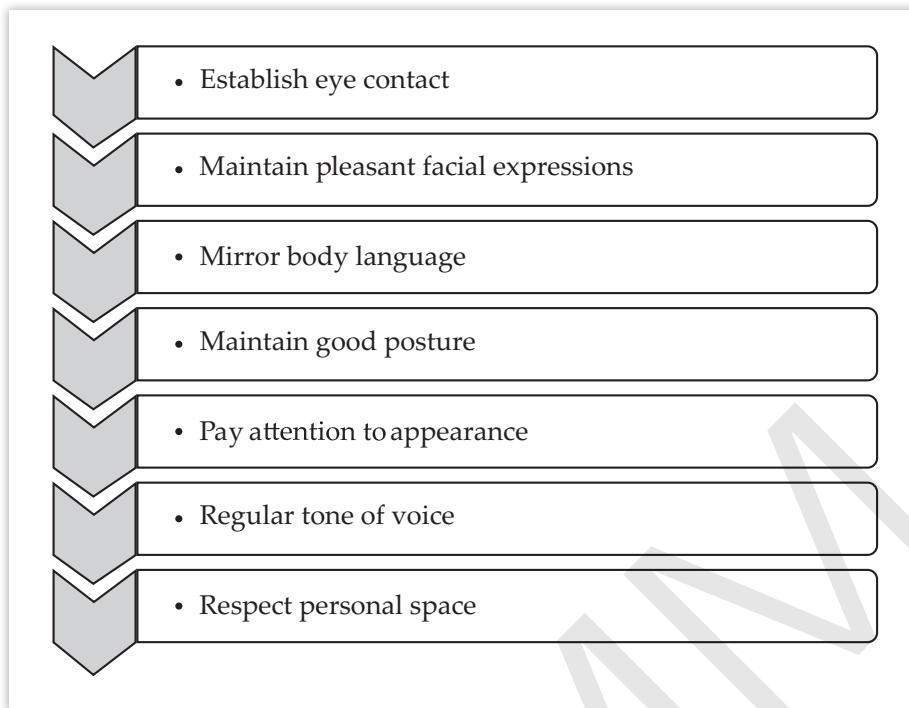 • Establish eye contact
• Maintain pleasant facial expressions
• Mirror body language
• Maintain good posture
• Pay attention to appearance
• Regular tone of voice
• Respect personal space